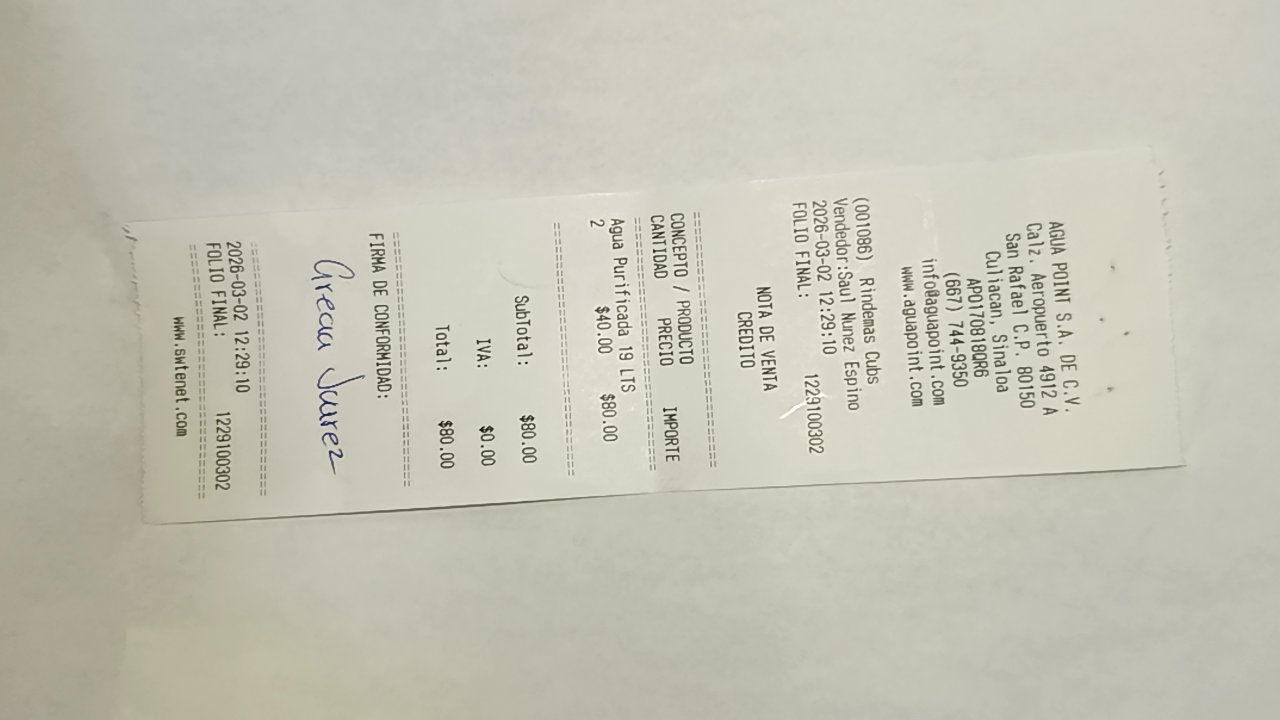 AGUA POINT S.A. DE C.V.
Calz. Aeropuerto 4912 A
San Rafael C.P. 80150
Culiacan, Sinaloa
APO170818QR6
(667) 744-9350
info@aguapoint.com
www.aguapoint.com
(001086) Rindemas Cubs
Vendedor:Saul Nunez Espino
2026-03-02 12:29:10
FOLIO FINAL: 1229100302
NOTA DE VENTA
CREDITO
CONCEPTO / PRODUCTO
CANTIDAD PRECIO IMPORTE
Agua Purificada 19 LTS
2 $40.00 $80.00
SubTotal: $80.00
IVA: $0.00
Total: $80.00
FIRMA DE CONFORMIDAD:
Juarez
2026-03-02 12:29:10
FOLIO FINAL: 1229100302
www.swtenet.com